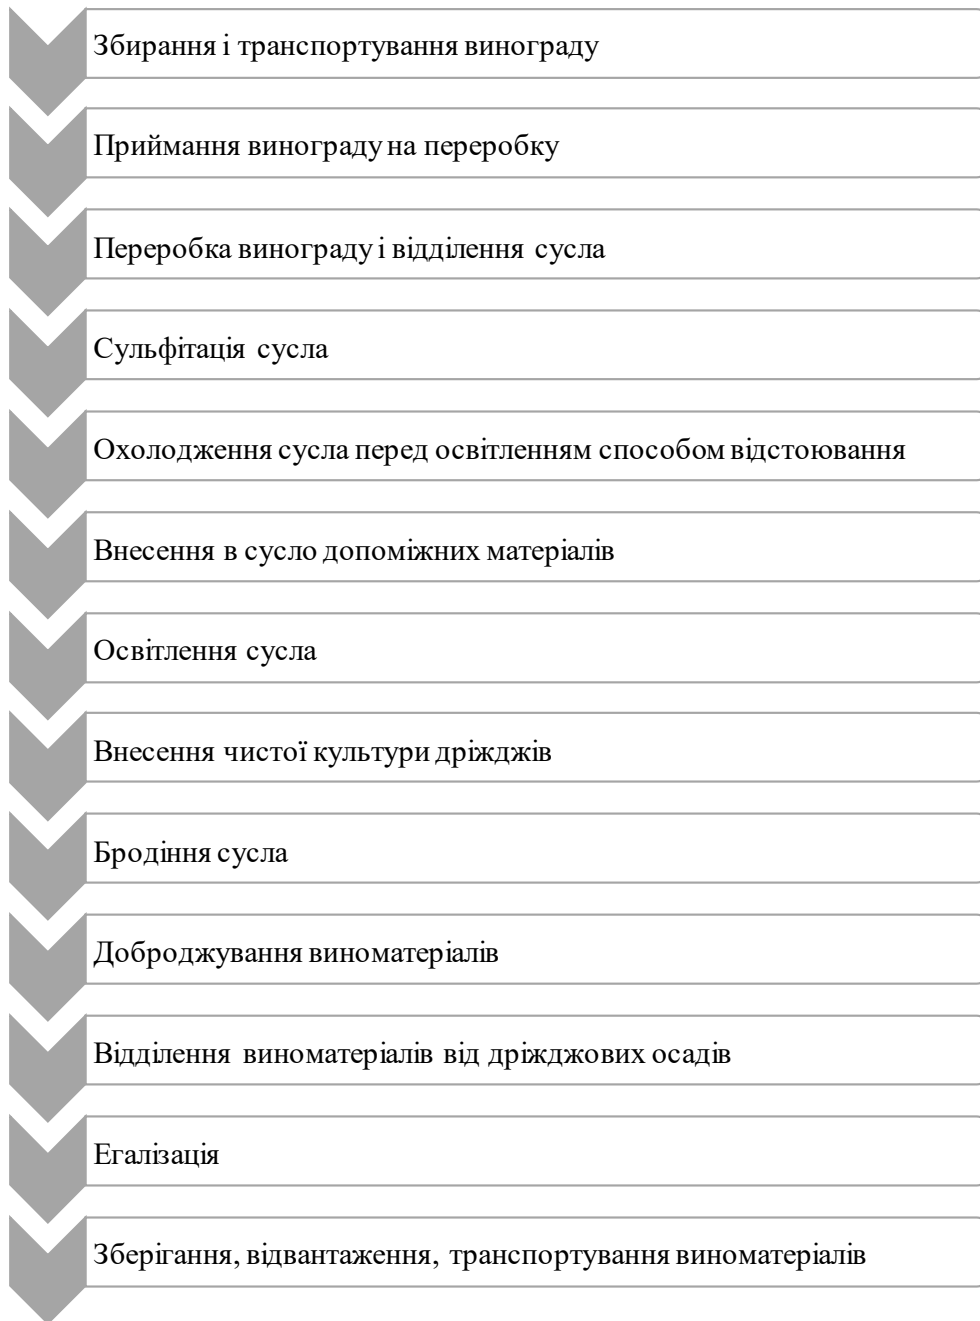 Збирання і транспортування винограду
Приймання винограду на переробку
Переробка винограду і відділення сусла
Сульфітація сусла
Охолодження сусла перед освітленням способом відстоювання
Внесення в сусло допоміжних матеріалів
Освітлення сусла
Внесення чистої культури дріжджів
Бродіння сусла
Доброджування виноматеріалів
Відділення виноматеріалів від дріжджових осадів
Егалізація
Зберігання, відвантаження, транспортування виноматеріалів